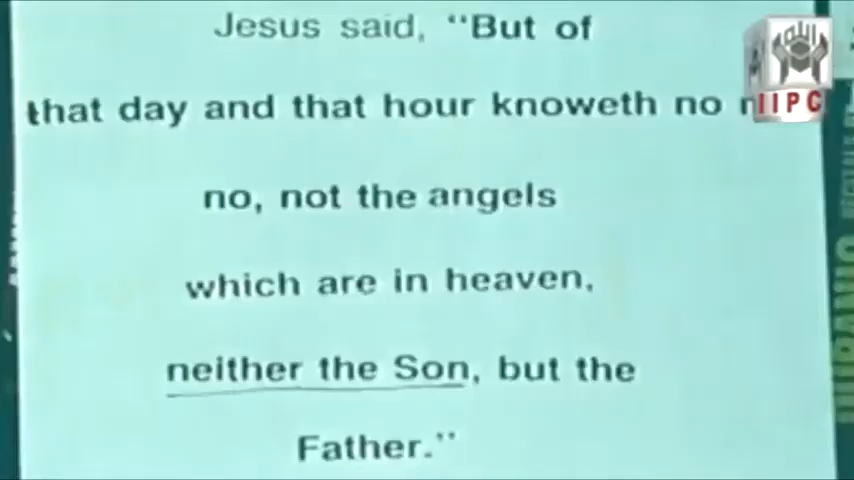 Jesus said, "But of
that day and that hour knoweth no
no, not the angels
which are in heaven,
neither the Son, but the
Father."
IIPC